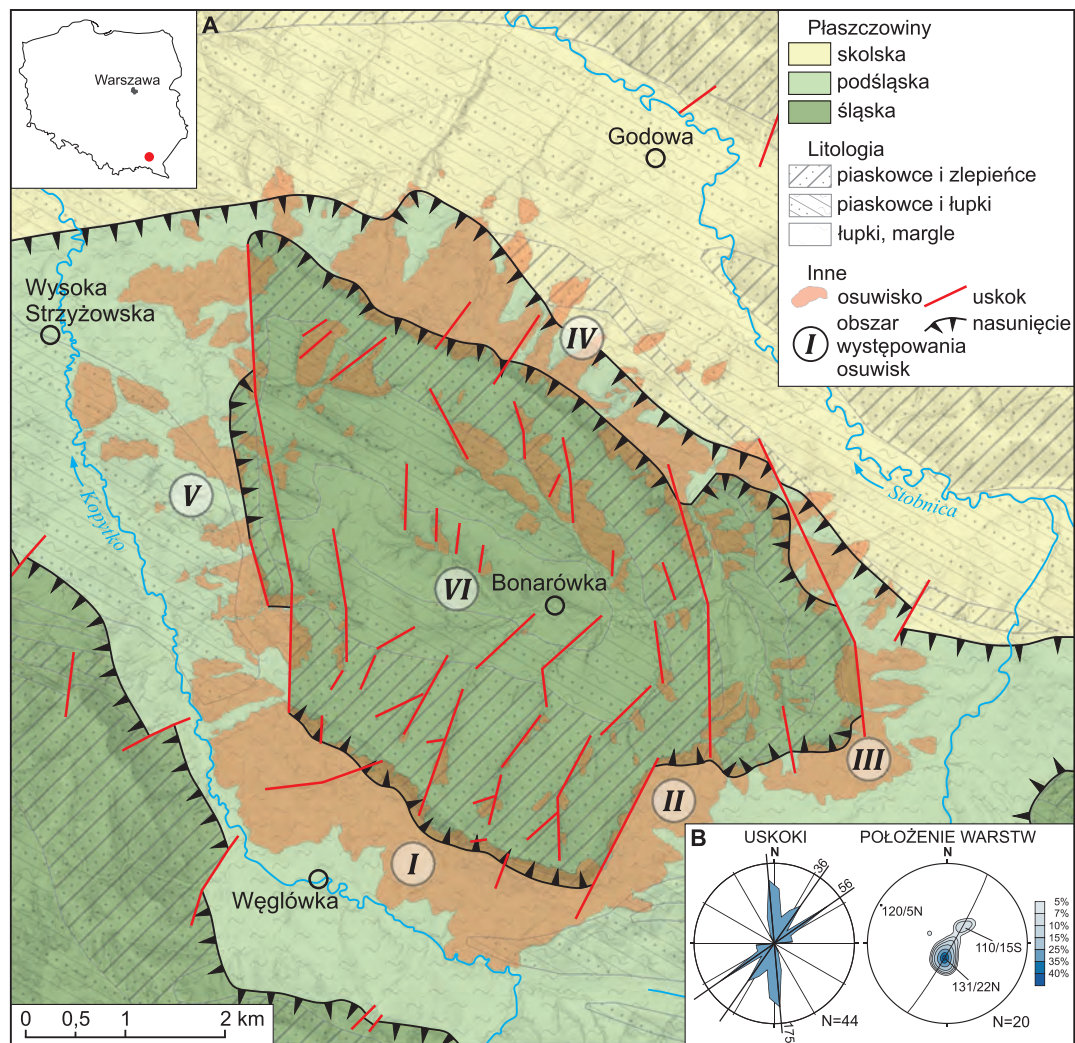 A
Warszawa
Płaszczowiny
skolska
podśląska
śląska
Litologia
piaskowce i zlepieńce
piaskowce i łupki
łupki, margle
Inne
osuwisko
uskok
I
obszar
występowania
osuwisk
nasunięcie
Godowa
Wysoka
Strzyżowska
IV
V
Kopytko
Stobnica
VI
Bonarówka
III
II
I
Węglówka
0
0,5
1
2 km
B
USKOKI
N
36
56
175
N=44
POŁOŻENIE WARSTW
N
120/5N
110/15S
131/22N
N=20
5%
7%
10%
15%
25%
35%
40%